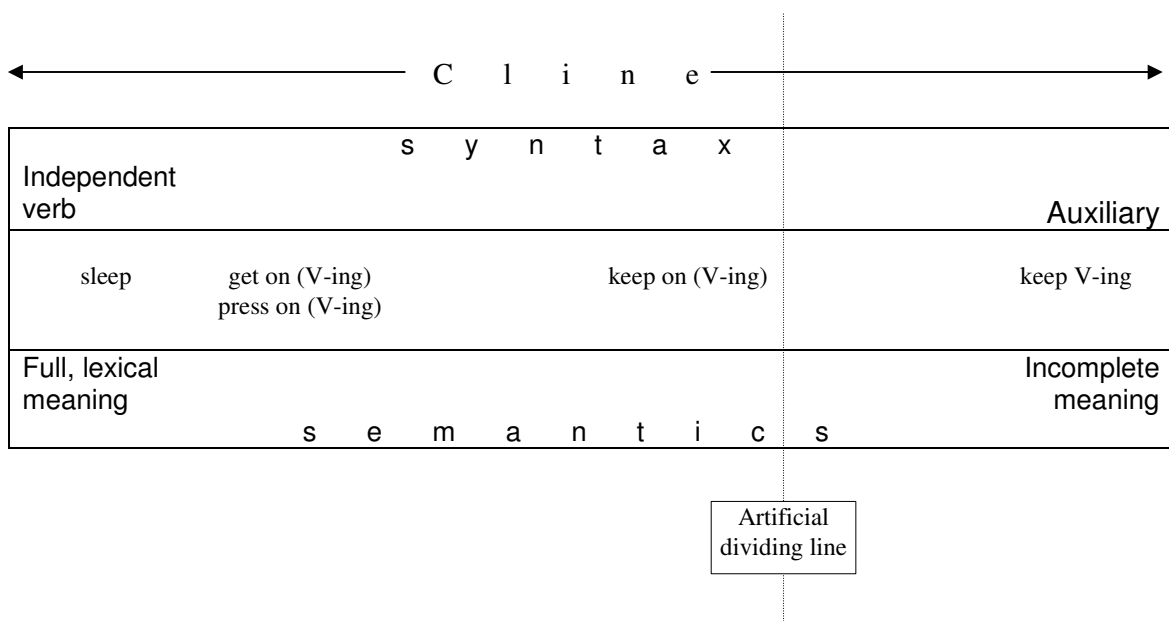 C l i n e
s y n t a x
Independent
verb
Auxiliary
sleep get on (V-ing) keep on (V-ing) keep V-ing
press on (V-ing)
Full, lexical
meaning
Incomplete
meaning
s e m a n t i c s
Artificial
dividing line